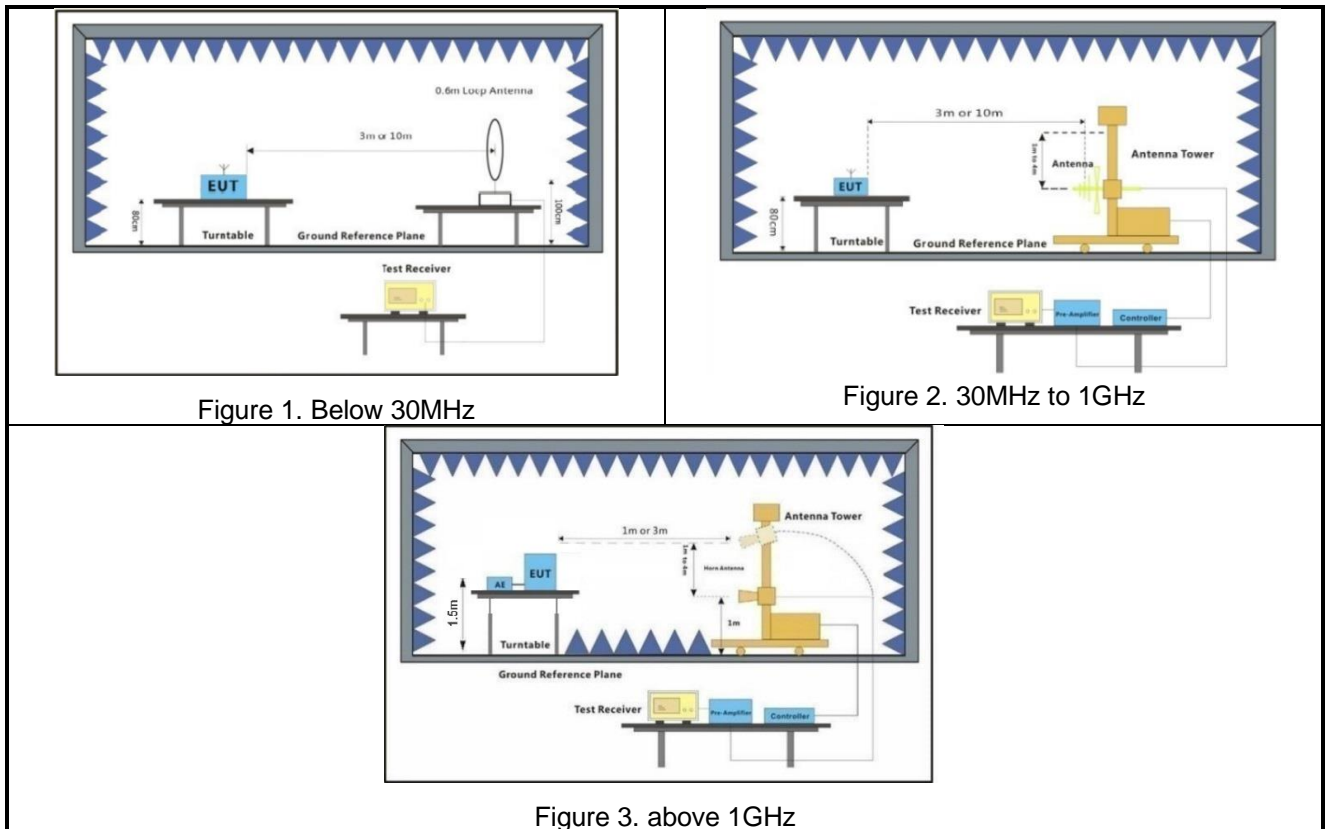 0.6m Loop Antenna
3m or 10m
EUT
80cm
100cm
Turntable
Ground Reference Plane
Test Receiver
Figure 1. Below 30MHz
3m or 10m
1m to 4m
Antenna
Antenna Tower
EUT
80cm
Turntable
Ground Reference Plane
Test Receiver
Pre-Amplifier
Controller
Figure 2. 30MHz to 1GHz
Antenna Tower
1m or 3m
1m to 4m
Horn Antenna
EUT
AE
1.5m
1m
Turntable
Ground Reference Plane
Test Receiver
Pre-Amplifier
Controller
Figure 3. above 1GHz